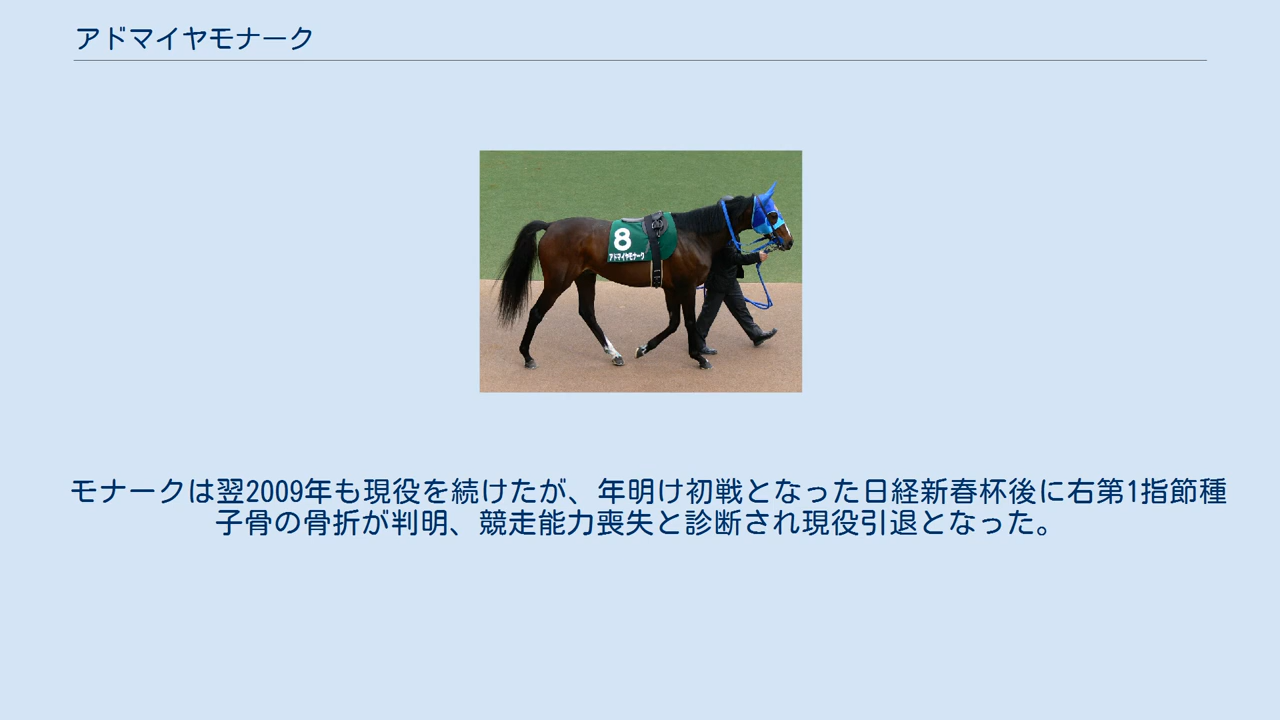 アドマイヤモナーク
8
アドマイヤモナーク
モナークは翌2009年も現役を続けたが、年明け初戦となった日経新春杯後に右第1指節種
子骨の骨折が判明、競走能力喪失と診断され現役引退となった。